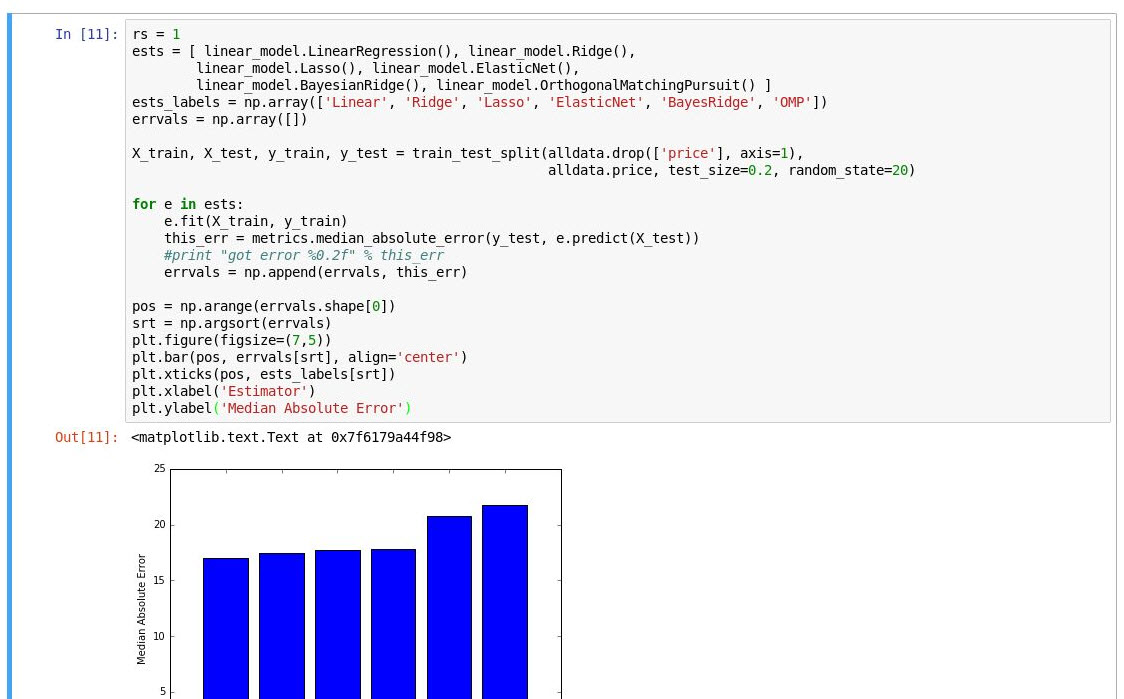 In [11]: rs = 1
ests = [ linear_model.LinearRegression(), linear_model.Ridge(),
        linear_model.Lasso(), linear_model.ElasticNet(),
        linear_model.BayesianRidge(), linear_model.OrthogonalMatchingPursuit() ]
ests_labels = np.array(['Linear', 'Ridge', 'Lasso', 'ElasticNet', 'BayesRidge', 'OMP'])
errvals = np.array([])

X_train, X_test, y_train, y_test = train_test_split(alldata.drop(['price'], axis=1),
                                                    alldata.price, test_size=0.2, random_state=20)

for e in ests:
    e.fit(X_train, y_train)
    this_err = metrics.median_absolute_error(y_test, e.predict(X_test))
    #print "got error %0.2f" % this_err
    errvals = np.append(errvals, this_err)

pos = np.arange(errvals.shape[0])
srt = np.argsort(errvals)
plt.figure(figsize=(7,5))
plt.bar(pos, errvals[srt], align='center')
plt.xticks(pos, ests_labels[srt])
plt.xlabel('Estimator')
plt.ylabel('Median Absolute Error')
Out[11]: <matplotlib.text.Text at 0x7f6179a44f98>
25
20
15
10
5
Median Absolute Error